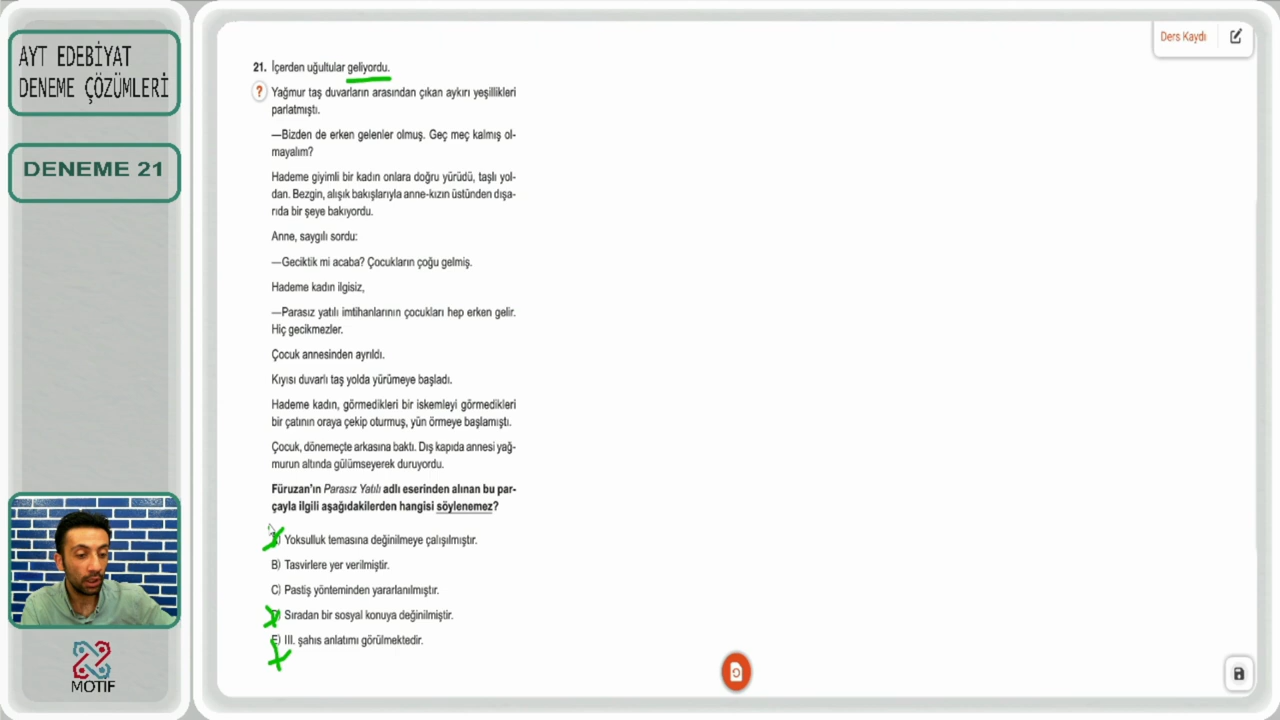 AYT EDEBİYAT
DENEME ÇÖZÜMLERİ
DENEME 21
MOTIF
Ders Kaydı
21. İçerden uğultular geliyordu.
? Yağmur taş duvarların arasından çıkan aykırı yeşillikleri
parlatmıştı.
—Bizden de erken gelenler olmuş. Geç meç kalmış ol-
mayalım?
Hademe giyimli bir kadın onlara doğru yürüdü, taşlı yol-
dan. Bezgin, alışık bakışlarıyla anne-kızın üstünden dışa-
rıda bir şeye bakıyordu.
Anne, saygılı sordu:
—Geciktik mi acaba? Çocukların çoğu gelmiş.
Hademe kadın ilgisiz,
—Parasız yatılı imtihanlarının çocukları hep erken gelir.
Hiç gecikmezler.
Çocuk annesinden ayrıldı.
Kıyısı duvarlı taş yolda yürümeye başladı.
Hademe kadın, görmedikleri bir iskemleyi görmedikleri
bir çatının oraya çekip oturmuş, yün örmeye başlamıştı.
Çocuk, dönemeçte arkasına baktı. Dış kapıda annesi yağ-
murun altında gülümseyerek duruyordu.
Füruzan'ın Parasız Yatılı adlı eserinden alınan bu par-
çayla ilgili aşağıdakilerden hangisi söylenemez?
A) Yoksulluk temasına değinilmeye çalışılmıştır.
B) Tasvirlere yer verilmiştir.
C) Pastiş yönteminden yararlanılmıştır.
D) Sıradan bir sosyal konuya değinilmiştir.
E) III. şahıs anlatımı görülmektedir.